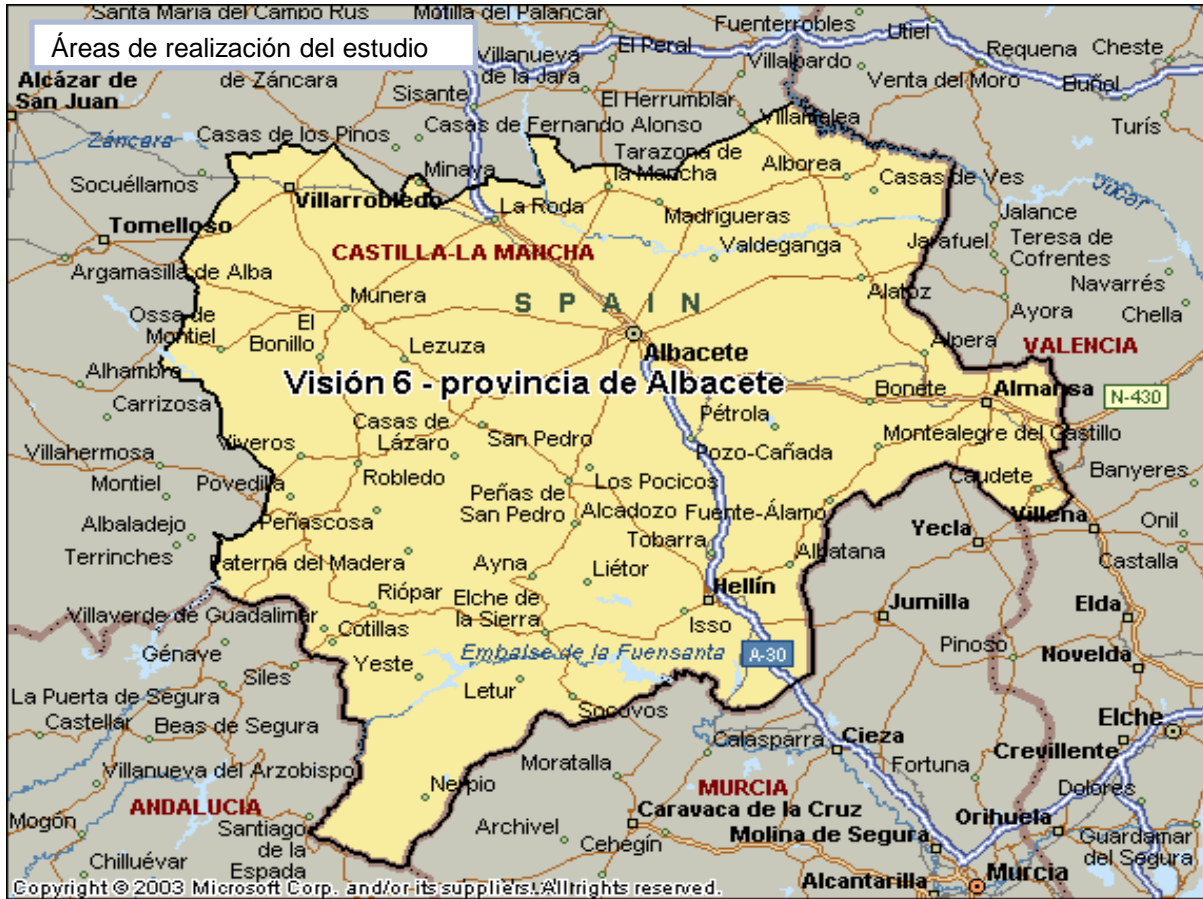 Santa Maria del Campo Rus
Motilla del Palancar
Fuenterrobles
Utiel
Áreas de realización del estudio
Villanueva
de la Jara
El Peral
Villalpardo
Requena
Cheste
Alcázar de
San Juan
de Záncara
Sisante
Venta del Moro
Buñol
El Herrumblar
Turís
Záncara
Casas de los Pinos
Casas de Fernando Alonso
Villamalea
Minaya
Tarazona de
la Mancha
Alborea
Casas de Ves
Júcar
Socuéllamos
Villarrobledo
La Roda
Madrigueras
Jalance
Tomelloso
CASTILLA-LA MANCHA
Valdeganga
Jarafuel
Teresa de
Cofrentes
Argamasilla de Alba
Navarrés
Munera
SPAIN
Alatoz
Ayora
Chella
Ossa de
Montiel
El
Bonillo
Lezuza
Albacete
Alpera
VALENCIA
Alhambra
Visión 6 - provincia de Albacete
Bonete
Almansa
N-430
Carrizosa
Casas de
Lázaro
Pétrola
Viveros
San Pedro
Montealegre del Castillo
Villahermosa
Pozo-Cañada
Banyeres
Montiel
Povedilla
Robledo
Peñas de
San Pedro
Los Pocicos
Caudete
Albaladejo
Peñascosa
Alcadozo
Fuente-Álamo
Villena
Onil
Yecla
Terrinches
Tobarra
Albatana
Castalla
Paterna del Madera
Ayna
Liétor
Hellín
Riópar
Elche de
la Sierra
Jumilla
Elda
Villaverde de Guadalimar
Cotillas
Isso
Pinoso
Génave
Yeste
Embalse de la Fuensanta
A-30
Novelda
Siles
Letur
La Puerta de Segura
Socovos
Castellar
Beas de Segura
Calasparra
Cieza
Elche
Crevillente
Villanueva del Arzobispo
Moratalla
Fortuna
Nerpio
MURCIA
Dolores
ANDALUCIA
Caravaca de la Cruz
Orihuela
Mogón
Santiago
de la
Espada
Archivel
Cehegín
Molina de Segura
Guardamar
del Segura
Chilluévar
Murcia
Alcantarilla
Copyright © 2003 Microsoft Corp. and/or its suppliers. All rights reserved.